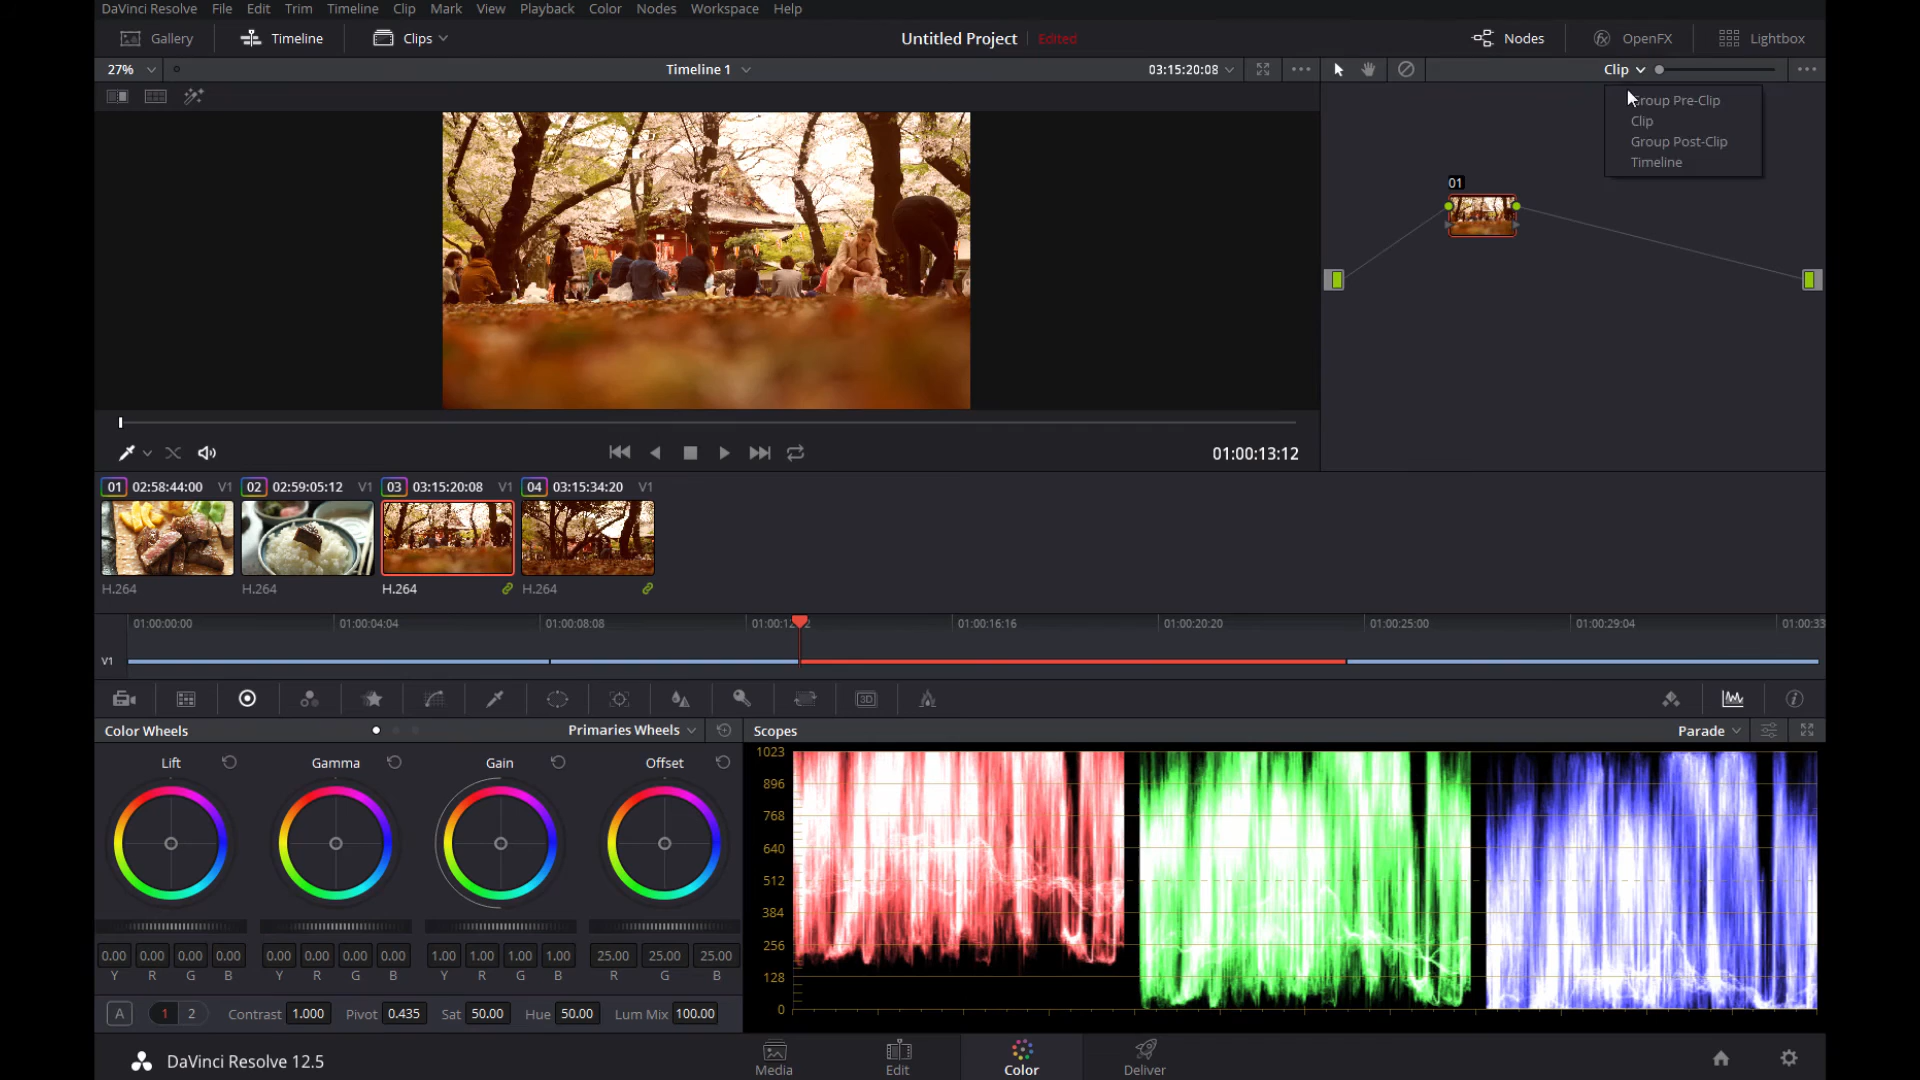 DaVinci Resolve File Edit Trim Timeline Clip Mark View Playback Color Nodes Workspace Help
Gallery Timeline Clips Untitled Project Edited Nodes OpenFX Lightbox
27% Timeline 1 03:15:20:08 Clip
Group Pre-Clip
Clip
Group Post-Clip
Timeline
01
01:00:13:12
01 02:58:44:00 V1 02 02:59:05:12 V1 03 03:15:20:08 V1 04 03:15:34:20 V1
H.264 H.264 H.264 H.264
01:00:00:00 01:00:04:04 01:00:08:08 01:00:12 2 01:00:16:16 01:00:20:20 01:00:25:00 01:00:29:04 01:00:33
V1
3D
Color Wheels Primaries Wheels Scopes Parade
Lift Gamma Gain Offset
1023
896
768
640
512
384
256
128
0
0.00 0.00 0.00 0.00 0.00 0.00 0.00 0.00 1.00 1.00 1.00 1.00 25.00 25.00 25.00
Y R G B Y R G B Y R G B R G B
A 1 2 Contrast 1.000 Pivot 0.435 Sat 50.00 Hue 50.00 Lum Mix 100.00
DaVinci Resolve 12.5 Media Edit Color Deliver